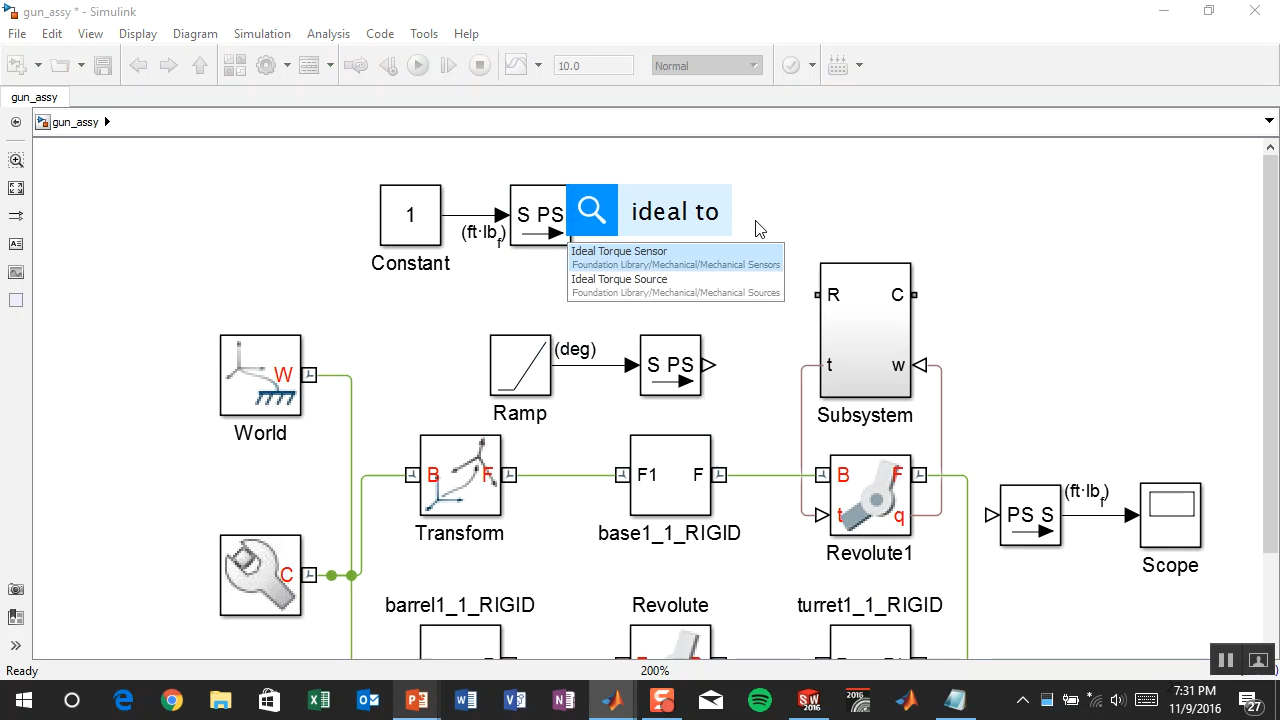 gun_assy * - Simulink
File Edit View Display Diagram Simulation Analysis Code Tools Help
10.0 Normal
gun_assy
gun_assy
1
S PS
ideal to
(ft·lbf)
Constant
Ideal Torque Sensor
Foundation Library/Mechanical/Mechanical Sensors
Ideal Torque Source
Foundation Library/Mechanical/Mechanical Sources
R C
t w
Subsystem
(deg)
S PS
Ramp
W
World
B F
Transform
F1 F
base1_1_RIGID
B F
t q
Revolute1
(ft·lbf)
PS S
Scope
C
barrel1_1_RIGID Revolute turret1_1_RIGID
Ready 200%
7:31 PM
11/9/2016
27